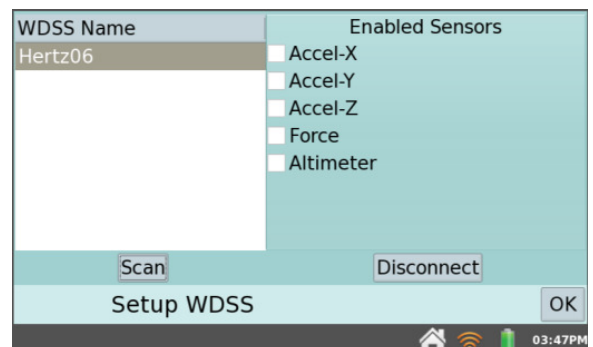 WDSS Name
Hertz06
Enabled Sensors
Accel-X
Accel-Y
Accel-Z
Force
Altimeter
Scan
Disconnect
Setup WDSS
OK
03:47PM